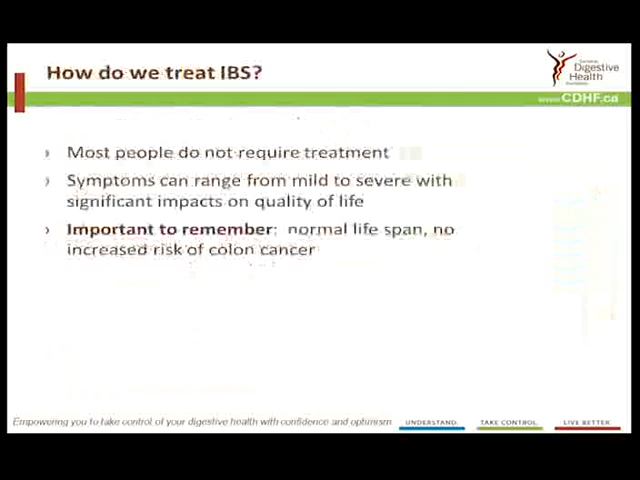 How do we treat IBS?
Digestive
Health
www.CDHF.ca
› Most people do not require treatment
› Symptoms can range from mild to severe with
significant impacts on quality of life
› Important to remember: normal life span, no
increased risk of colon cancer
Empowering you to take control of your digestive health with confidence and optimism
UNDERSTAND. TAKE CONTROL. LIVE BETTER.